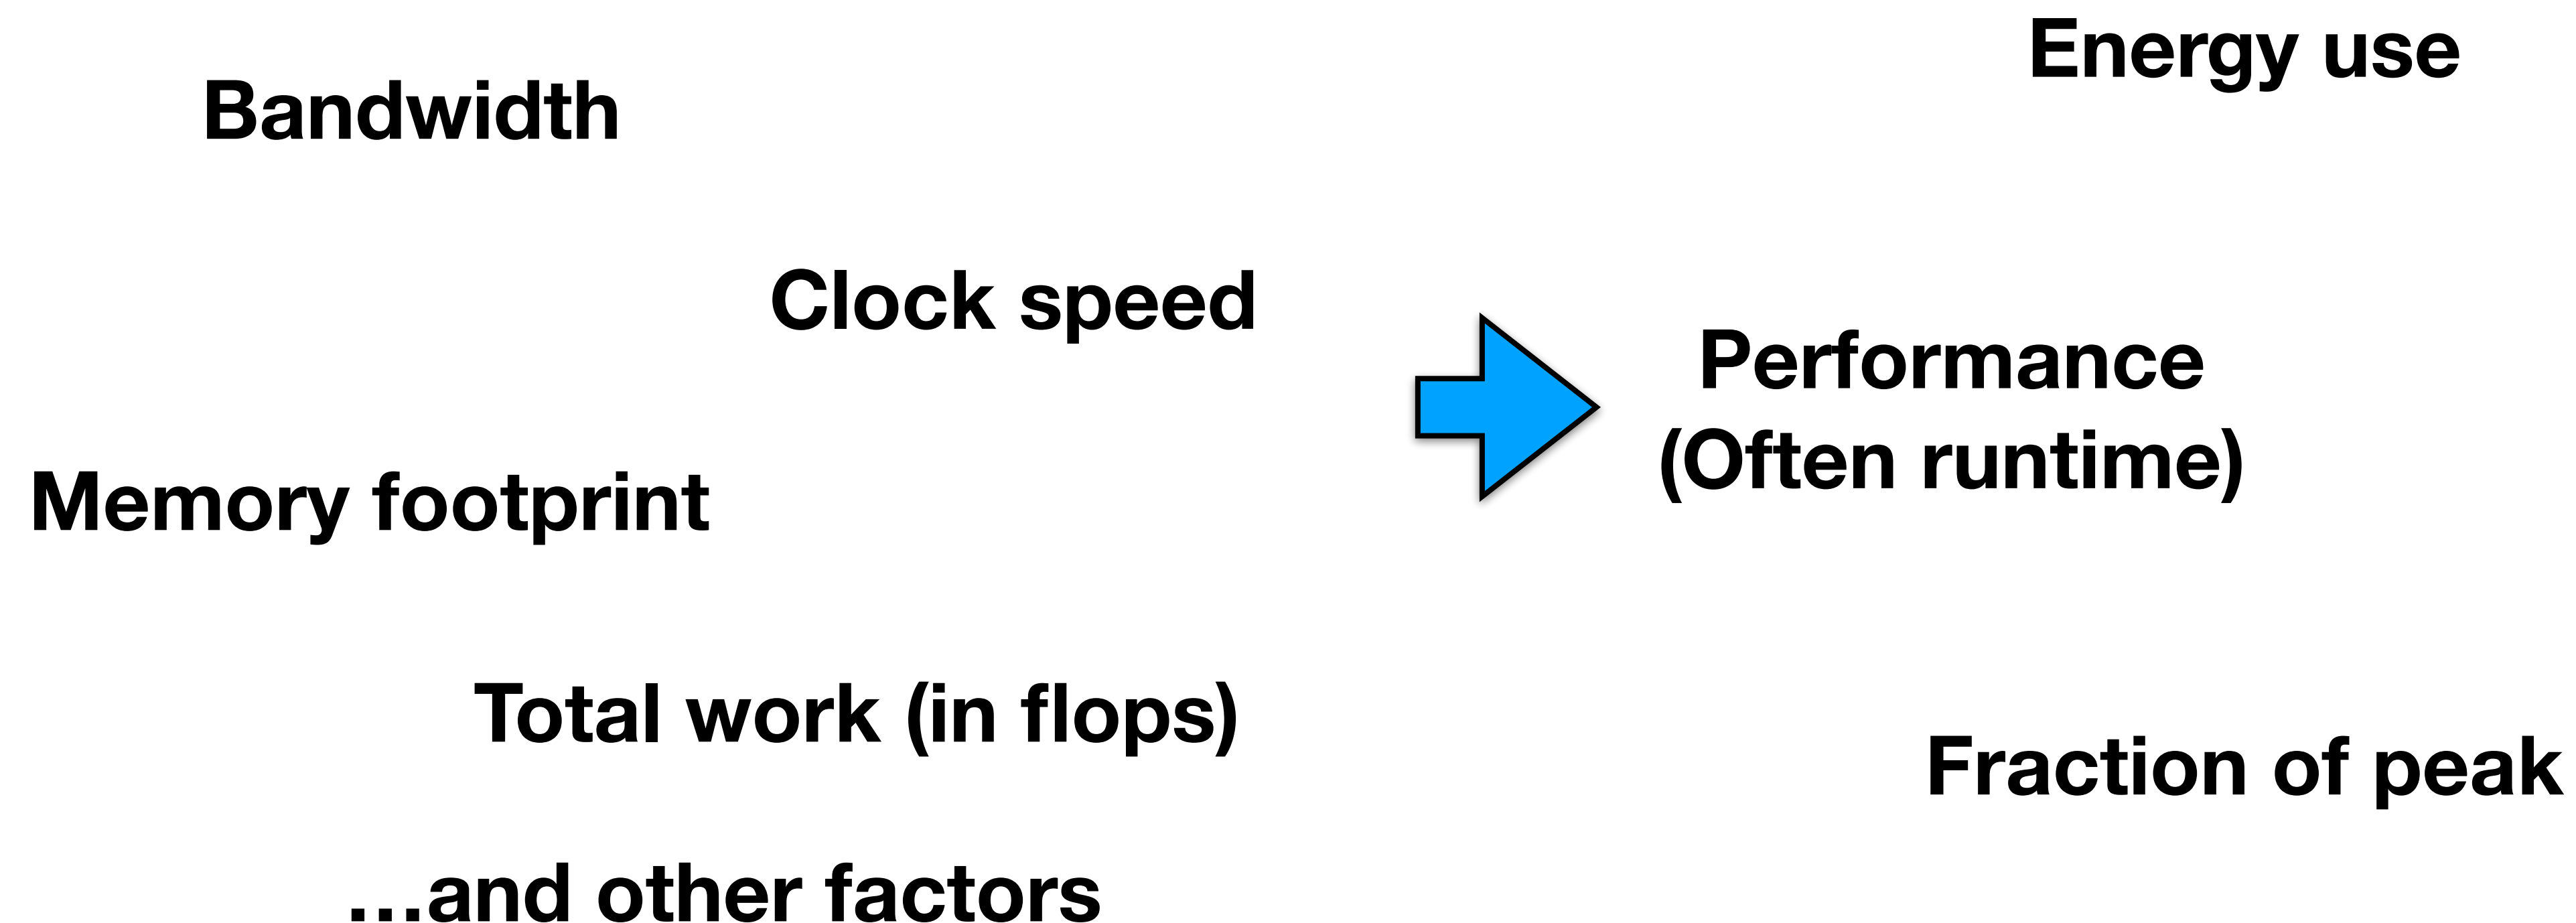 Bandwidth
Clock speed
Memory footprint
Total work (in flops)
…and other factors
Energy use
Performance
(Often runtime)
Fraction of peak